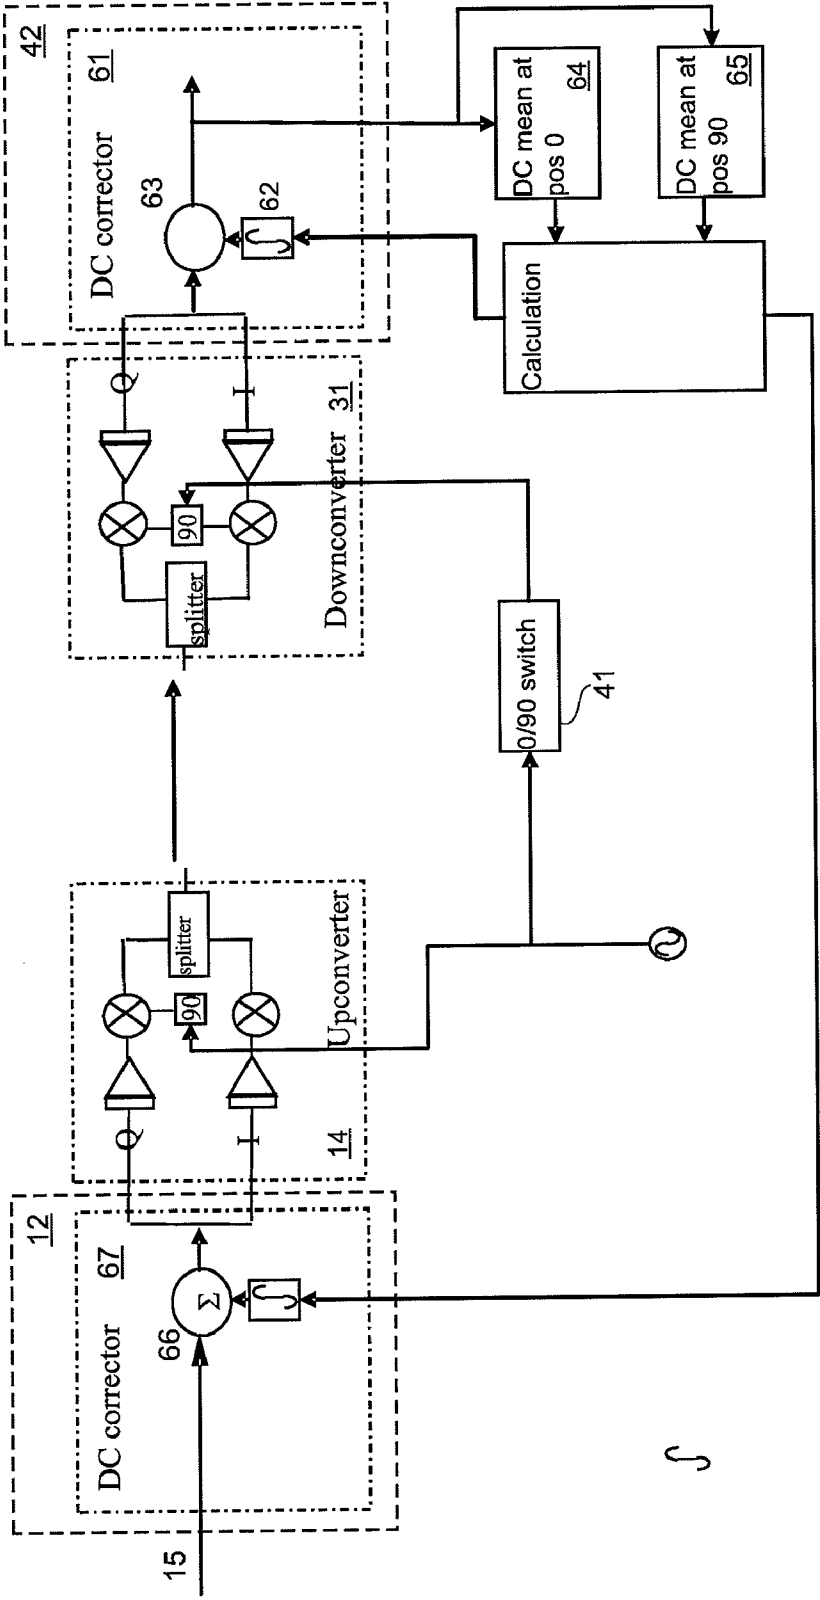 15
12
DC corrector 67
66
Σ
Q
I
14
Upconverter
90
splitter
0/90 switch
41
splitter
90
Q
I
Downconverter 31
42
DC corrector 61
63
62
DC mean at
pos 0
64
DC mean at
pos 90
65
Calculation